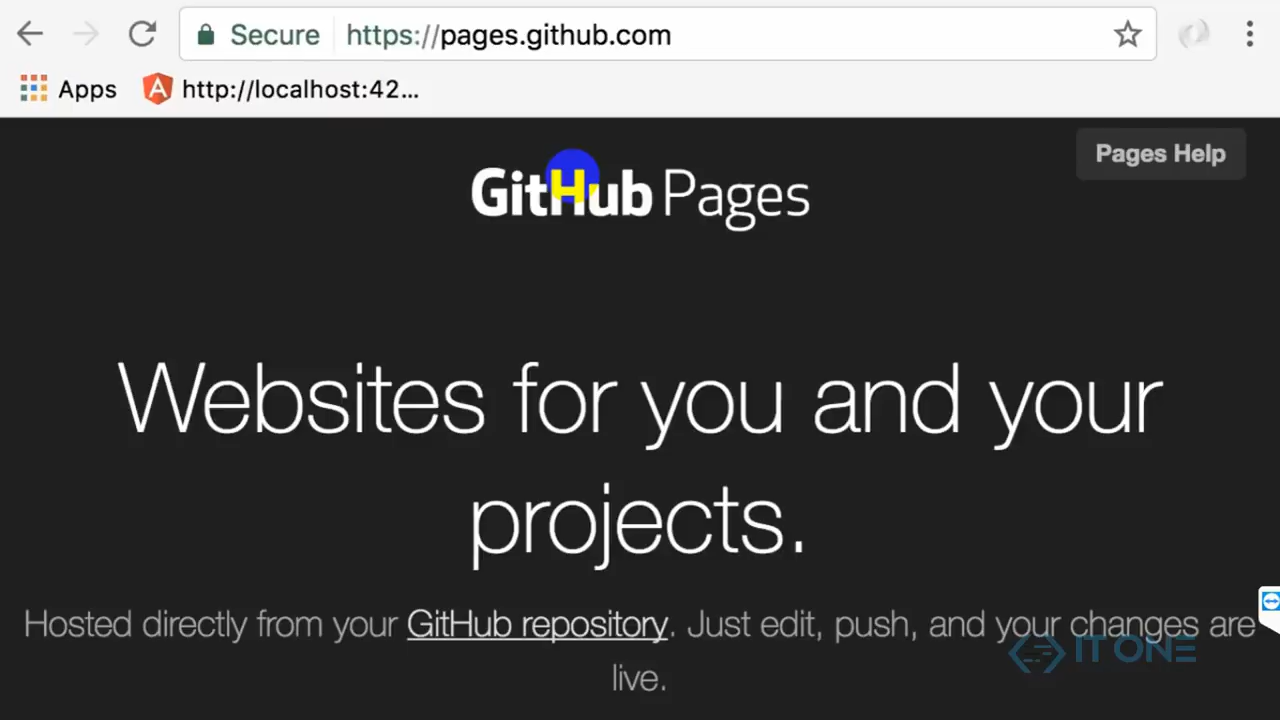 Secure https://pages.github.com
Apps http://localhost:42...
Pages Help
GitHub Pages
Websites for you and your
projects.
Hosted directly from your GitHub repository. Just edit, push, and your changes are
live.
IT ONE